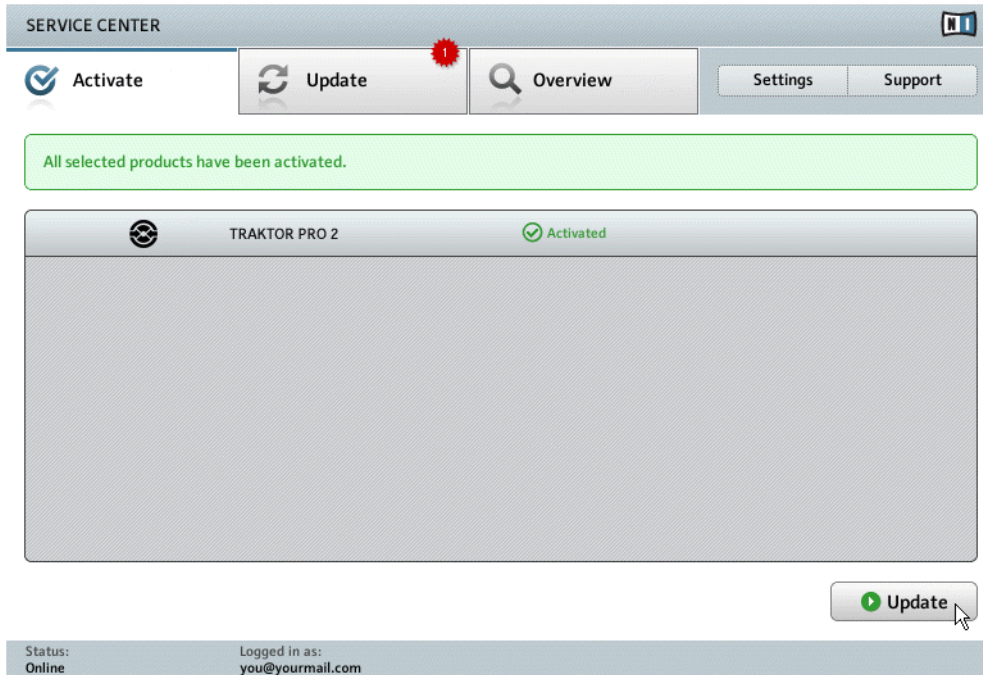 SERVICE CENTER
NI
Activate
Update
1
Overview
Settings
Support
All selected products have been activated.
TRAKTOR PRO 2
Activated
Update
Status:
Online
Logged in as:
you@yourmail.com